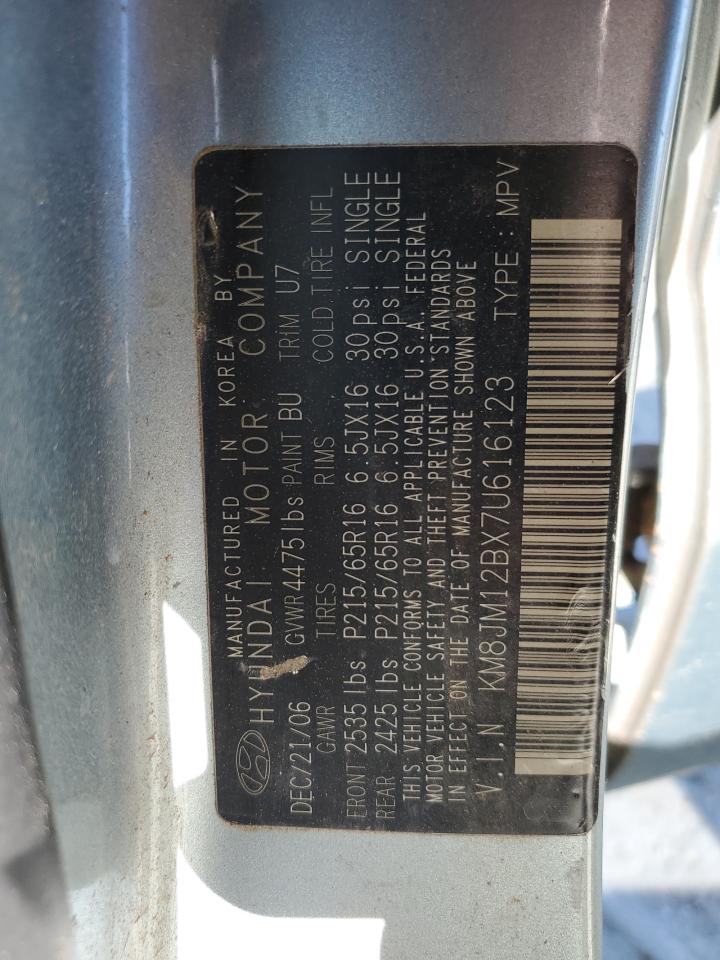 MANUFACTURED IN KOREA BY
HYUNDAI MOTOR COMPANY
DEC/21/06 GVWR 4475 lbs PAINT BU TRIM U7
GAWR TIRES RIMS COLD TIRE INFL
FRONT 2535 lbs P215/65R16 6.5JX16 30psi SINGLE
REAR 2425 lbs P215/65R16 6.5JX16 30psi SINGLE
THIS VEHICLE CONFORMS TO ALL APPLICABLE U.S.A. FEDERAL
MOTOR VEHICLE SAFETY AND THEFT PREVENTION STANDARDS
IN EFFECT ON THE DATE OF MANUFACTURE SHOWN ABOVE
V.I.N KM8JM12BX7U616123 TYPE : MPV